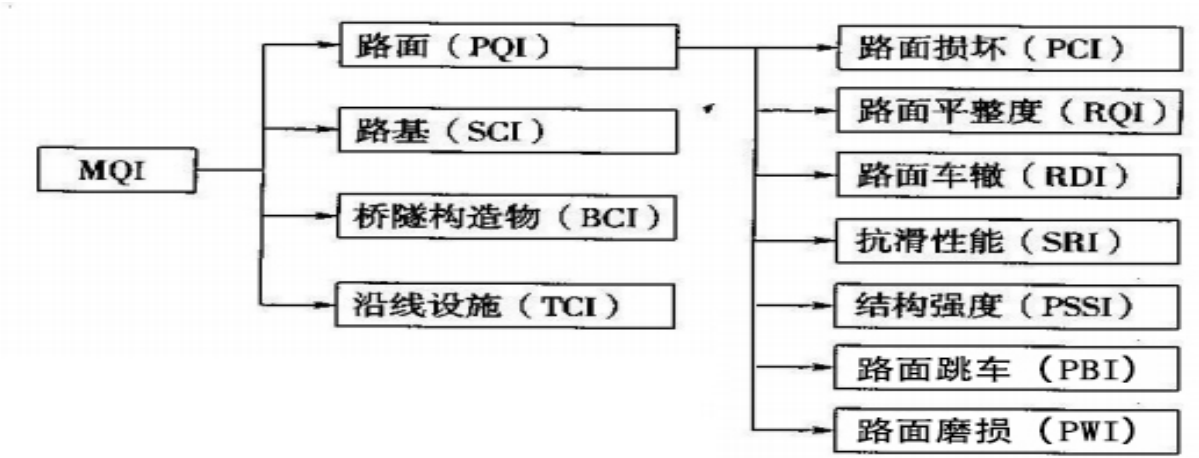 MQI
路面（PQI）
路基（SCI）
桥隧构造物（BCI）
沿线设施（TCI）
路面损坏（PCI）
路面平整度（RQI）
路面车辙（RDI）
抗滑性能（SRI）
结构强度（PSSI）
路面跳车（PBI）
路面磨损（PWI）